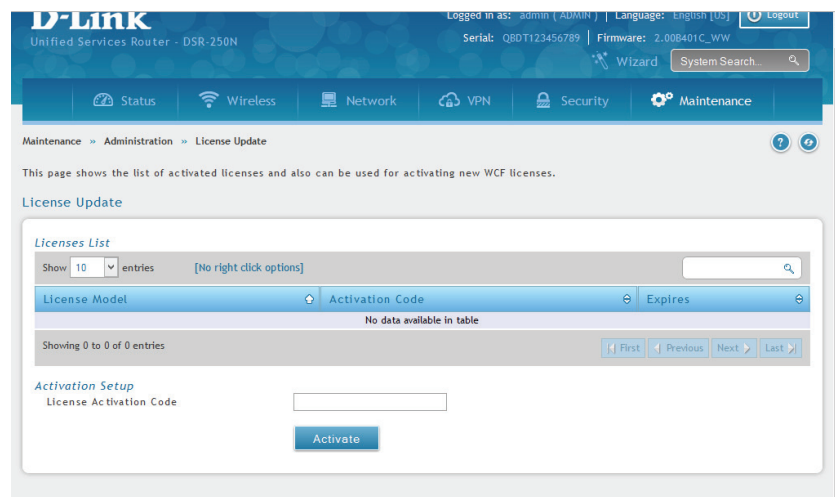 D-Link
Logged in as: admin ( ADMIN ) | Language: English [US] Logout
Unified Services Router - DSR-250N
Serial: QBDT123456789 | Firmware: 2.00B401C_WW
Wizard System Search...
Status Wireless Network VPN Security Maintenance
Maintenance » Administration » License Update
This page shows the list of activated licenses and also can be used for activating new WCF licenses.
License Update
Licenses List
Show 10 entries [No right click options]
License Model Activation Code Expires
No data available in table
Showing 0 to 0 of 0 entries First Previous Next Last
Activation Setup
License Activation Code
Activate